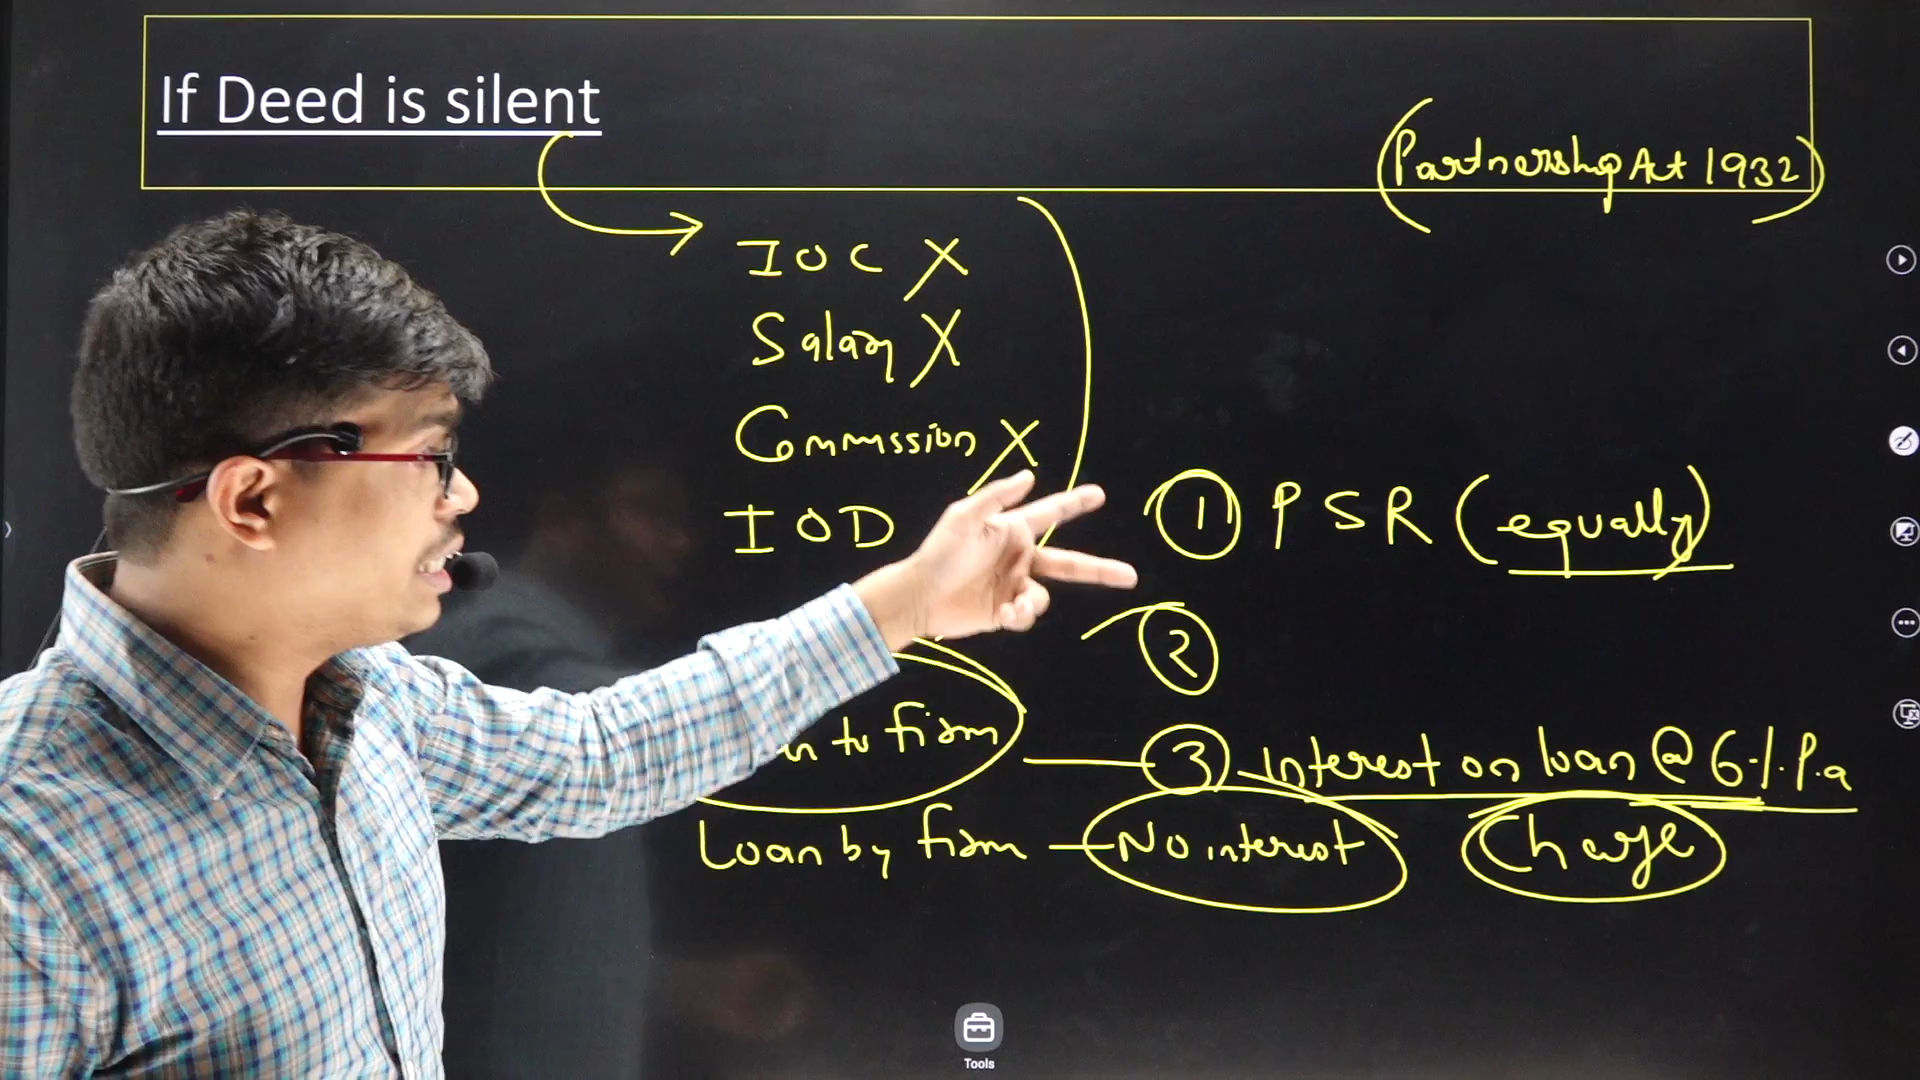 If Deed is silent
(Partnership Act 1932)
IOC X
Salary X
Commission X
IOD
① PSR (equally)
②
to firm — ③ Interest on loan @ 6%. P.a
Loan by firm — No interest Charge
Tools